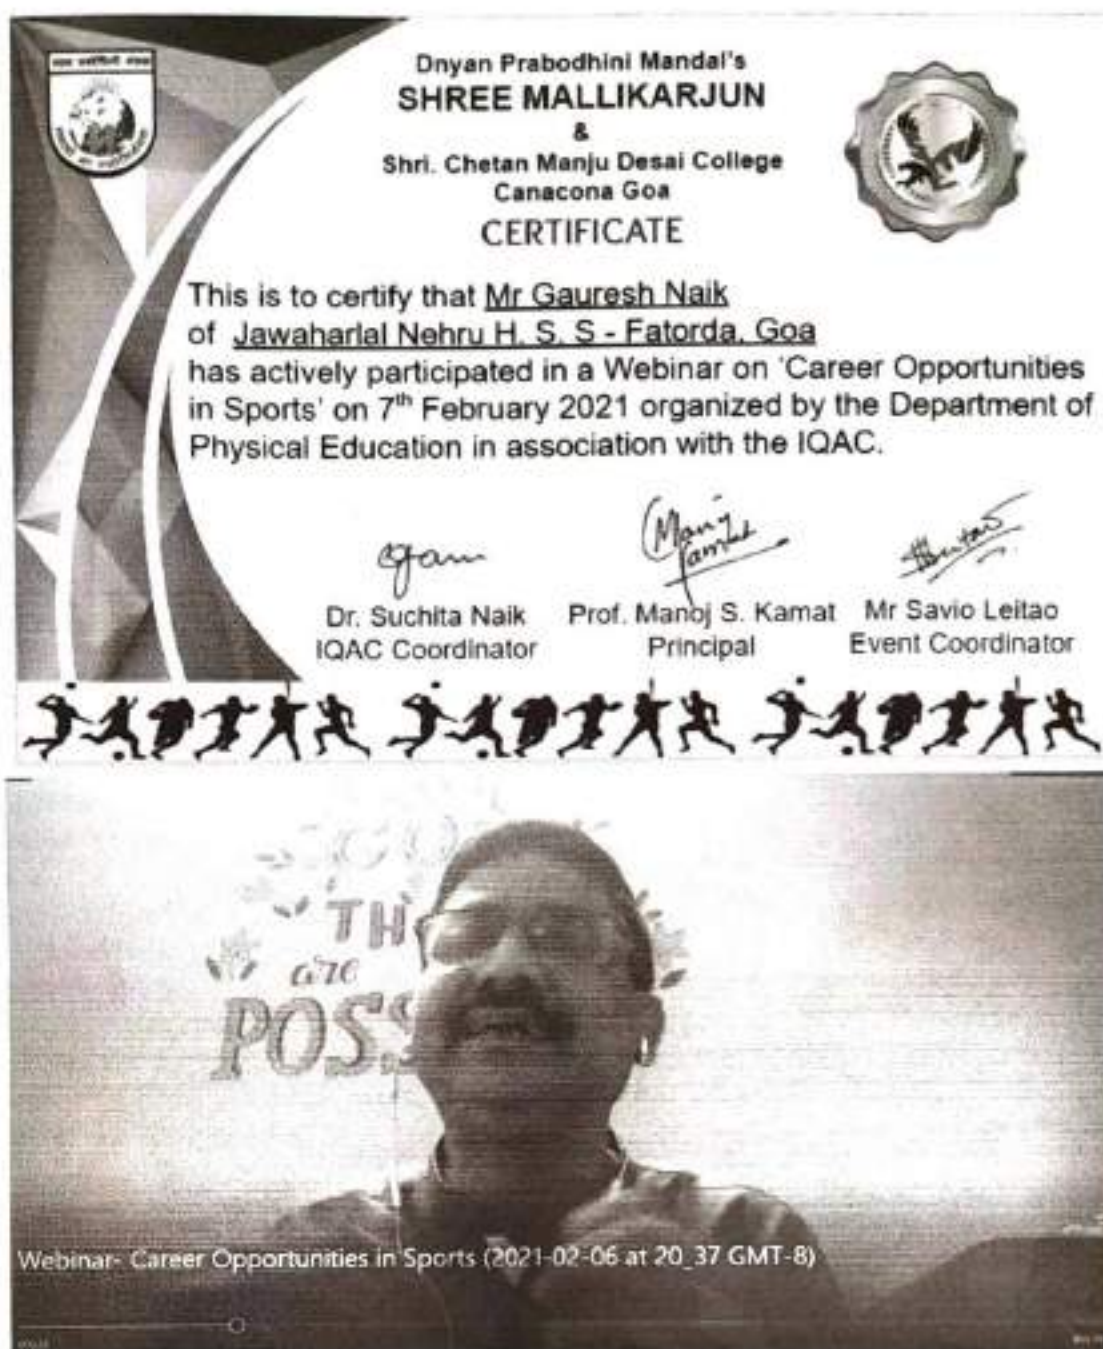 Dnyan Prabodhini Mandal's
SHREE MALLIKARJUN
&
Shri. Chetan Manju Desai College
Canacona Goa
CERTIFICATE
This is to certify that Mr Gauresh Naik
of Jawaharlal Nehru H. S. S - Fatorda, Goa
has actively participated in a Webinar on 'Career Opportunities
in Sports' on 7th February 2021 organized by the Department of
Physical Education in association with the IQAC.
Manoj
Kamat
Dr. Suchita Naik Prof. Manoj S. Kamat Mr Savio Leitao
IQAC Coordinator Principal Event Coordinator
TH
are
POSS
Webinar- Career Opportunities in Sports (2021-02-06 at 20_37 GMT-8)